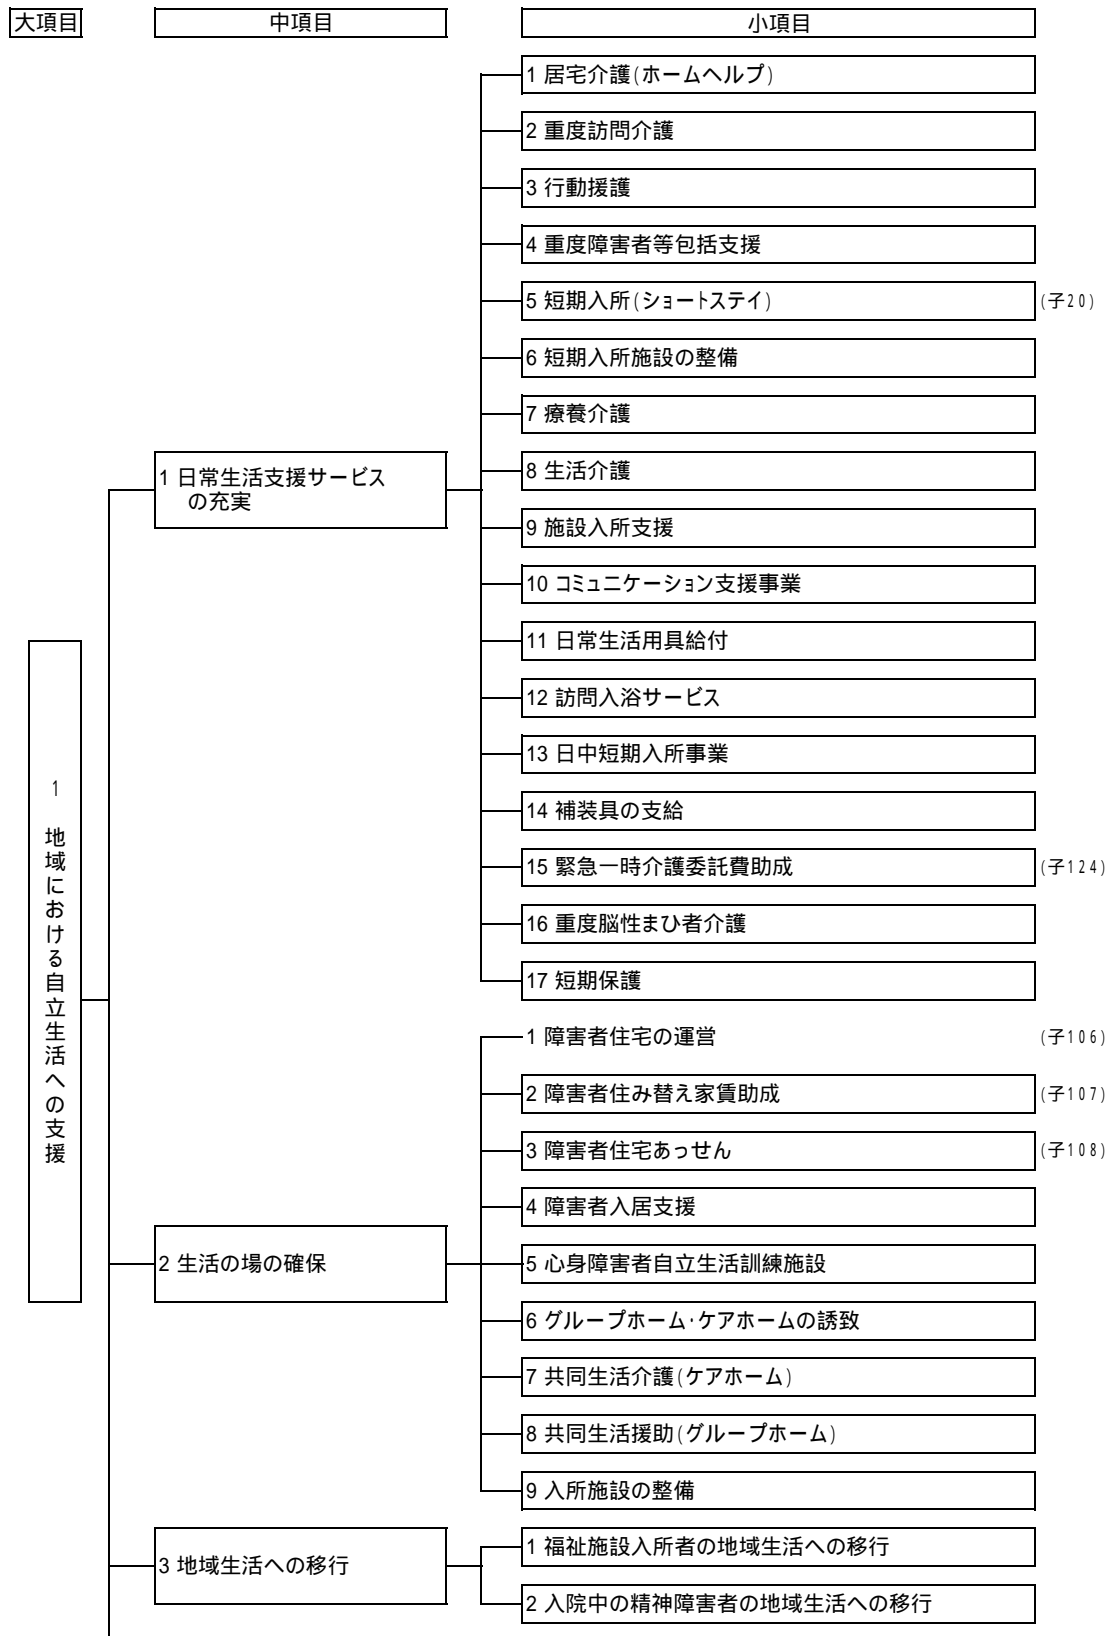 大項目
中項目
小項目
1 地域における自立生活への支援
1 日常生活支援サービス
の充実
1 居宅介護(ホームヘルプ)
2 重度訪問介護
3 行動援護
4 重度障害者等包括支援
5 短期入所(ショートステイ) (子20)
6 短期入所施設の整備
7 療養介護
8 生活介護
9 施設入所支援
10 コミュニケーション支援事業
11 日常生活用具給付
12 訪問入浴サービス
13 日中短期入所事業
14 補装具の支給
15 緊急一時介護委託費助成 (子124)
16 重度脳性まひ者介護
17 短期保護
2 生活の場の確保
1 障害者住宅の運営 (子106)
2 障害者住み替え家賃助成 (子107)
3 障害者住宅あっせん (子108)
4 障害者入居支援
5 心身障害者自立生活訓練施設
6 グループホーム・ケアホームの誘致
7 共同生活介護(ケアホーム)
8 共同生活援助(グループホーム)
9 入所施設の整備
3 地域生活への移行
1 福祉施設入所者の地域生活への移行
2 入院中の精神障害者の地域生活への移行